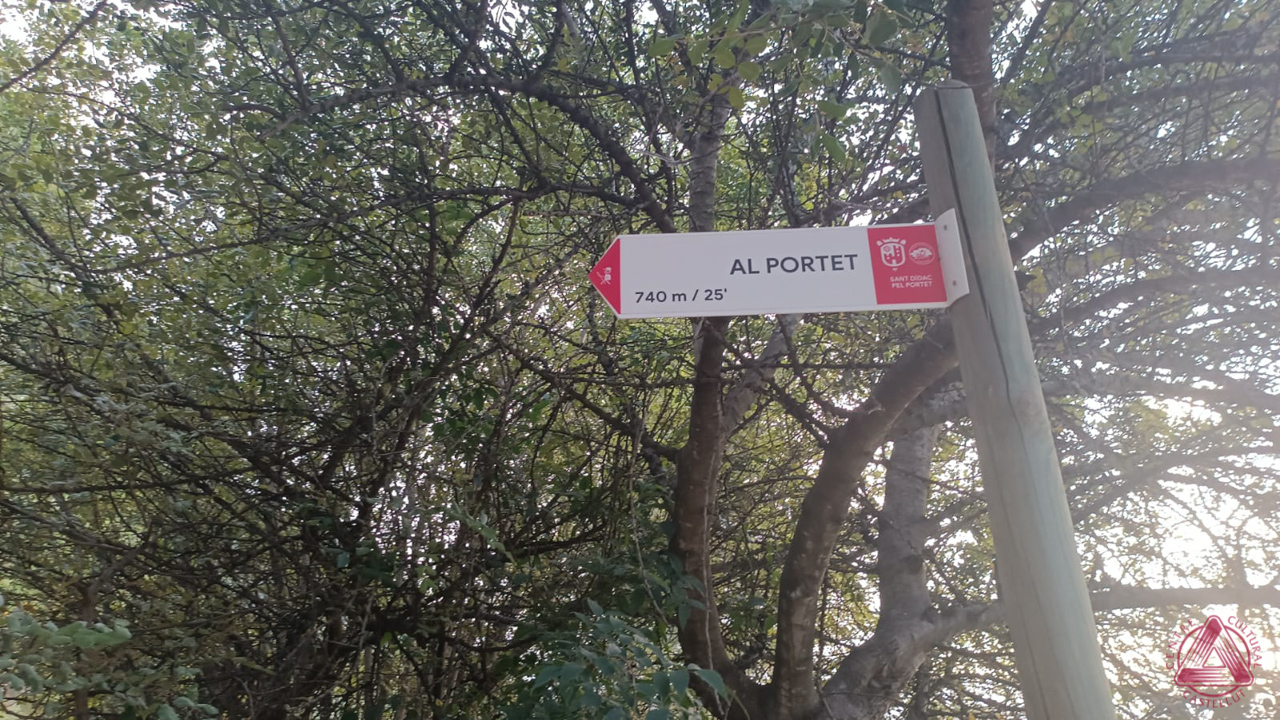 AL PORTET
740 m / 25'
SANT DIDAC
PEL PORTET